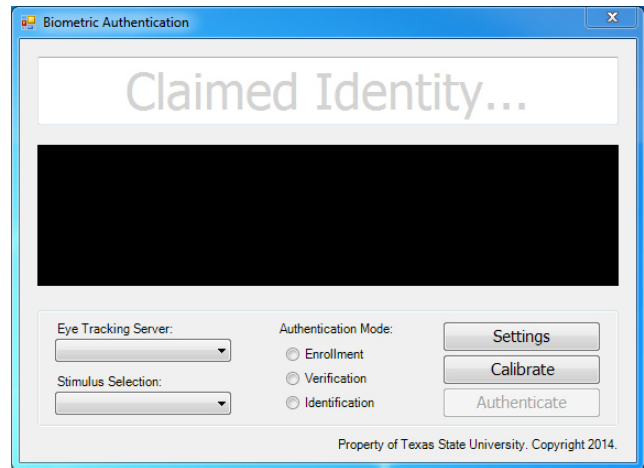 Biometric Authentication
Claimed Identity...
Eye Tracking Server:
Stimulus Selection:
Authentication Mode:
Enrollment
Verification
Identification
Settings
Calibrate
Authenticate
Property of Texas State University. Copyright 2014.